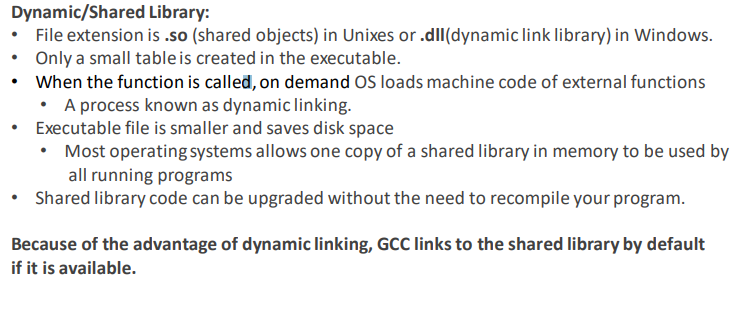 Dynamic/Shared Library:
• File extension is .so (shared objects) in Unixes or .dll(dynamic link library) in Windows.
• Only a small table is created in the executable.
• When the function is called, on demand OS loads machine code of external functions
• A process known as dynamic linking.
• Executable file is smaller and saves disk space
• Most operating systems allows one copy of a shared library in memory to be used by
all running programs
• Shared library code can be upgraded without the need to recompile your program.
Because of the advantage of dynamic linking, GCC links to the shared library by default
if it is available.